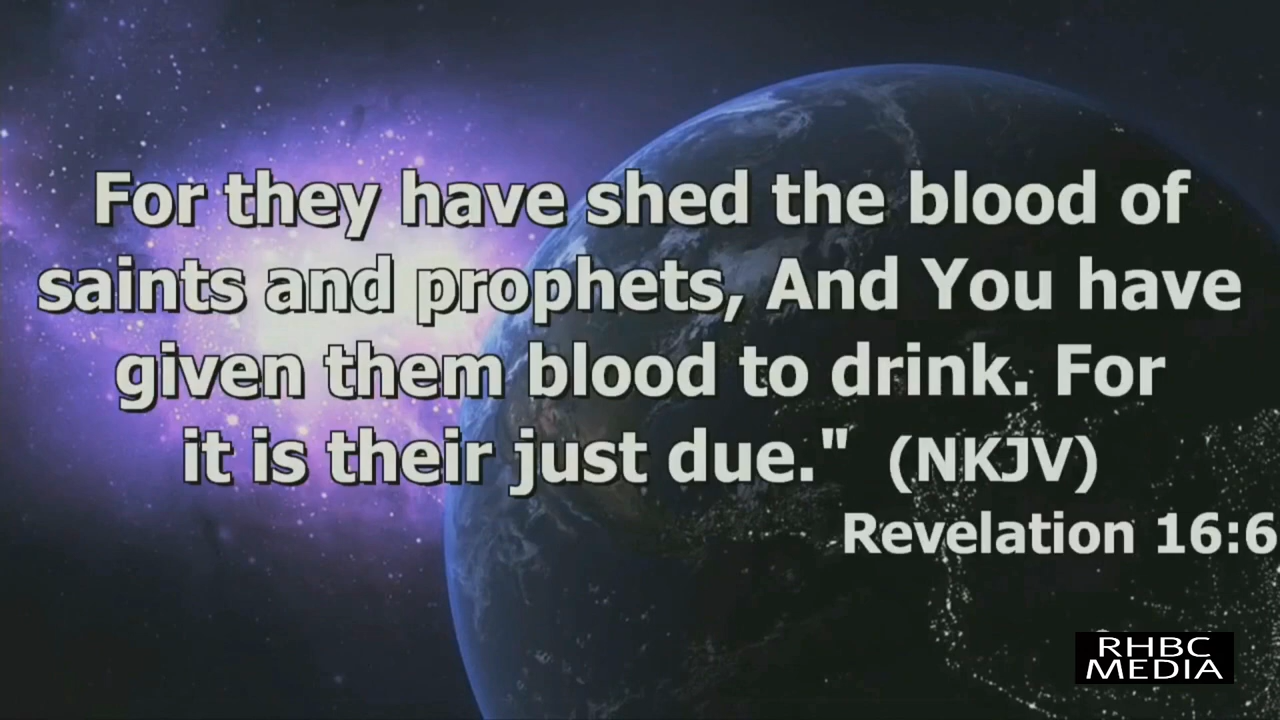 For they have shed the blood of
saints and prophets, And You have
given them blood to drink. For
it is their just due." (NKJV)
Revelation 16:6
RHBC
MEDIA